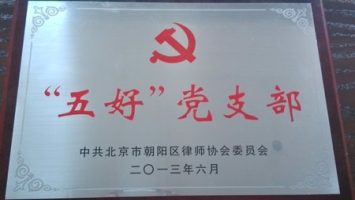 “五好”党支部
中共北京市朝阳区律师协会委员会
二〇一三年六月